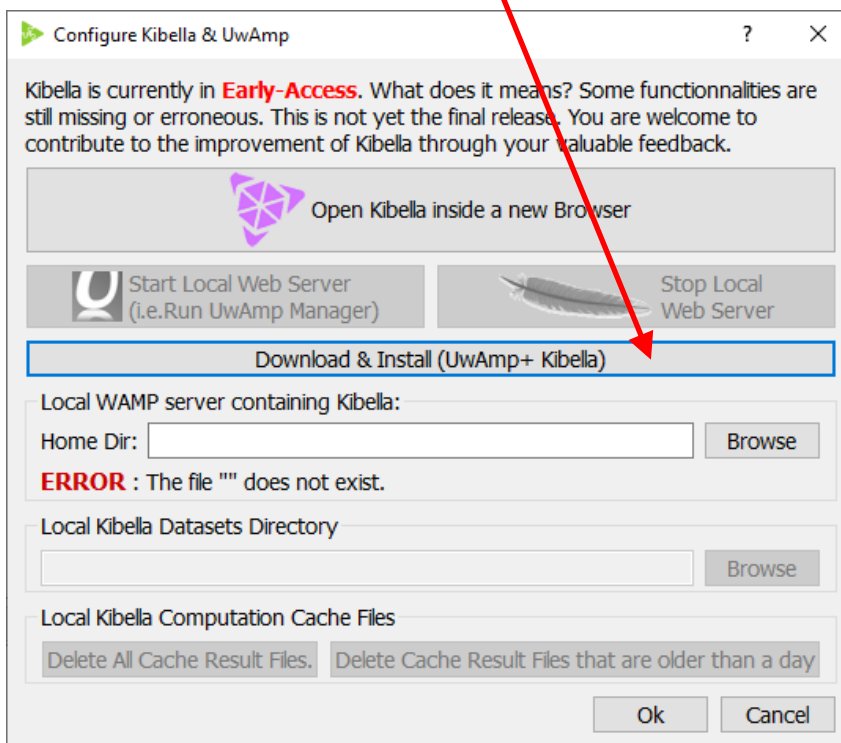 Configure Kibella & UwAmp
Kibella is currently in Early-Access. What does it means? Some functionnalities are
still missing or erroneous. This is not yet the final release. You are welcome to
contribute to the improvement of Kibella through your valuable feedback.
Open Kibella inside a new Browser
Start Local Web Server
(i.e.Run UwAmp Manager)
Stop Local
Web Server
Download & Install (UwAmp+ Kibella)
Local WAMP server containing Kibella:
Home Dir:
Browse
ERROR : The file "" does not exist.
Local Kibella Datasets Directory
Browse
Local Kibella Computation Cache Files
Delete All Cache Result Files.
Delete Cache Result Files that are older than a day
Ok
Cancel